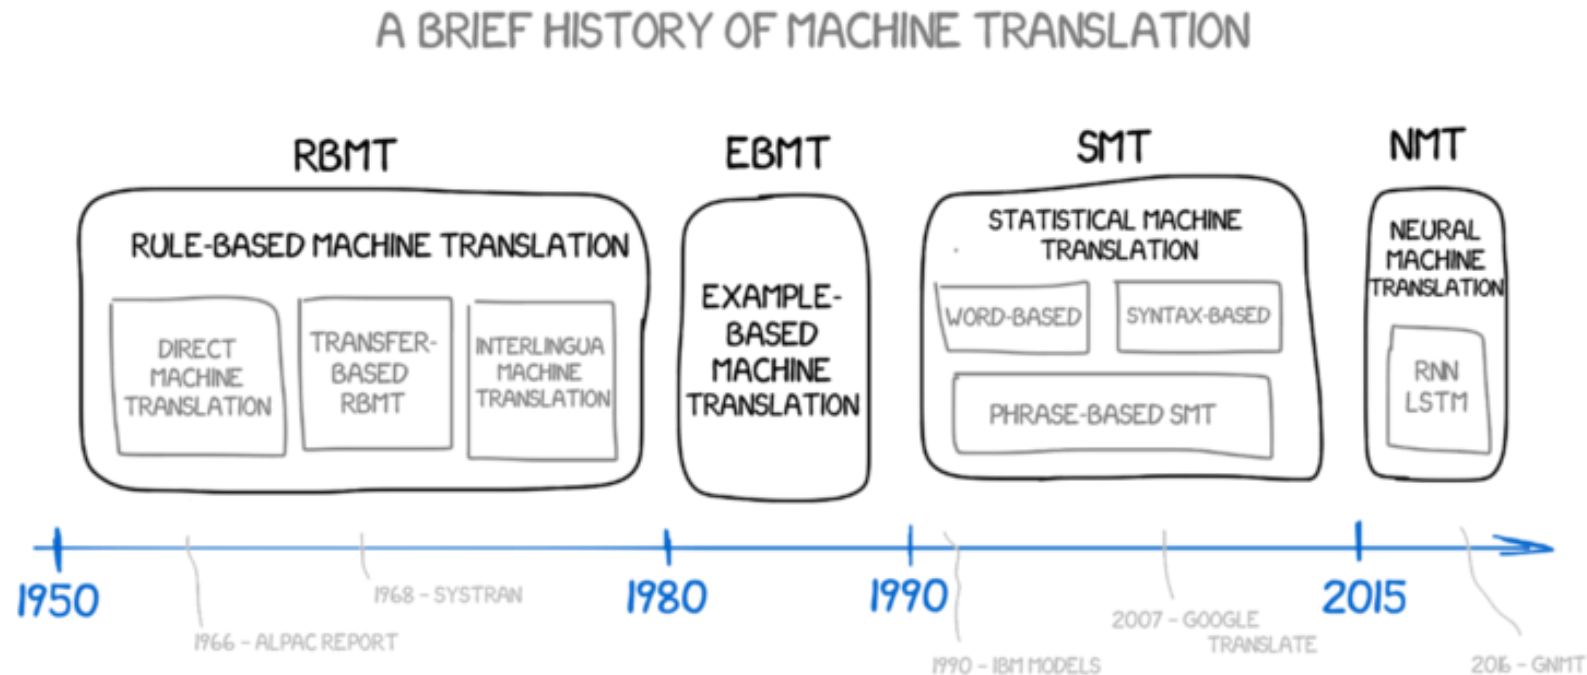 A BRIEF HISTORY OF MACHINE TRANSLATION
RBMT
RULE-BASED MACHINE TRANSLATION
DIRECT
MACHINE
TRANSLATION
TRANSFER-
BASED
RBMT
INTERLINGUA
MACHINE
TRANSLATION
EBMT
EXAMPLE-
BASED
MACHINE
TRANSLATION
SMT
STATISTICAL MACHINE
TRANSLATION
WORD-BASED
SYNTAX-BASED
PHRASE-BASED SMT
NMT
NEURAL
MACHINE
TRANSLATION
RNN
LSTM
1950
1980
1990
2015
1966 - ALPAC REPORT
1968 - SYSTRAN
1990 - IBM MODELS
2007 - GOOGLE
TRANSLATE
2016 - GNMT